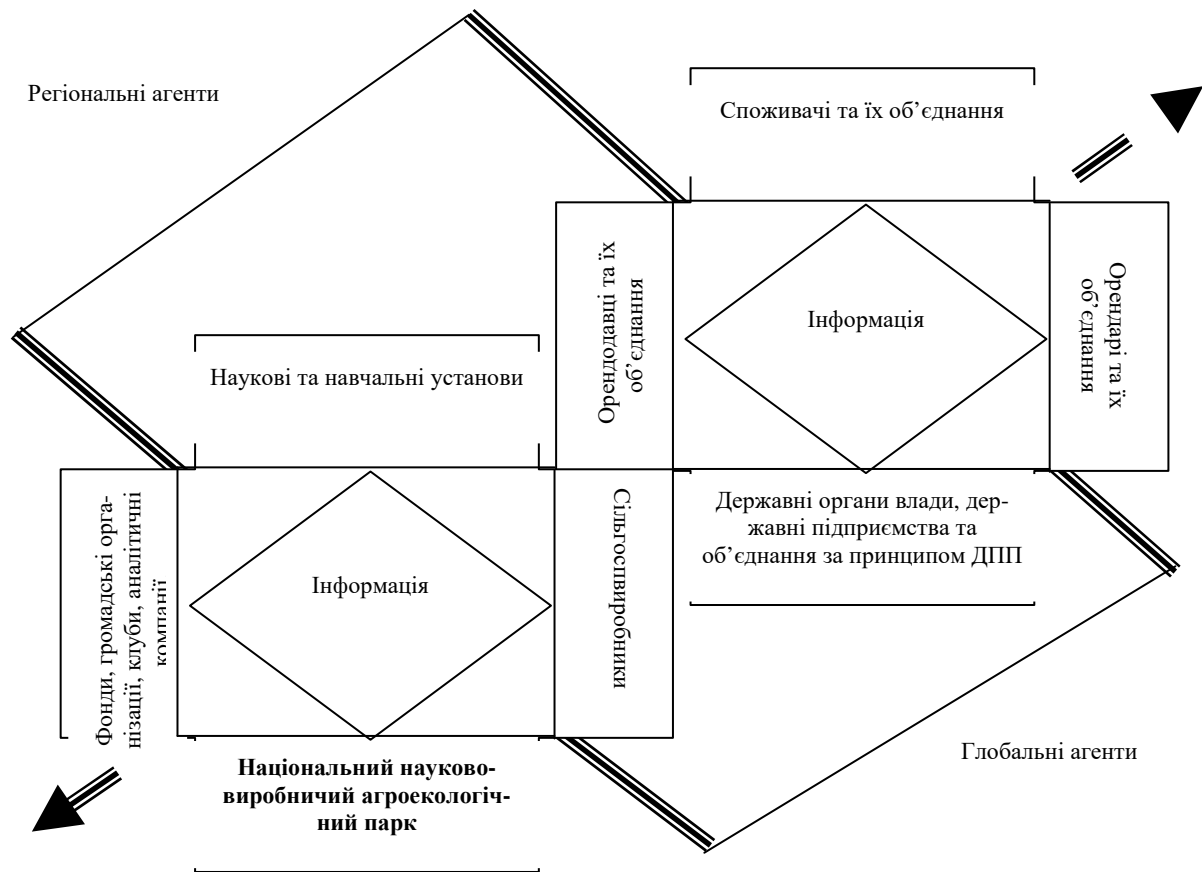 Регіональні агенти
Споживачі та їх об’єднання
Орендодавці та їх
об’єднання
Інформація
Орендарі та їх
об’єднання
Наукові та навчальні установи
Фонди, громадські орга-
нізації, клуби, аналітичні
компанії
Інформація
Сільгоспвиробники
Державні органи влади, дер-
жавні підприємства та
об’єднання за принципом ДПП
Глобальні агенти
Національний науково-
виробничий агроекологіч-
ний парк